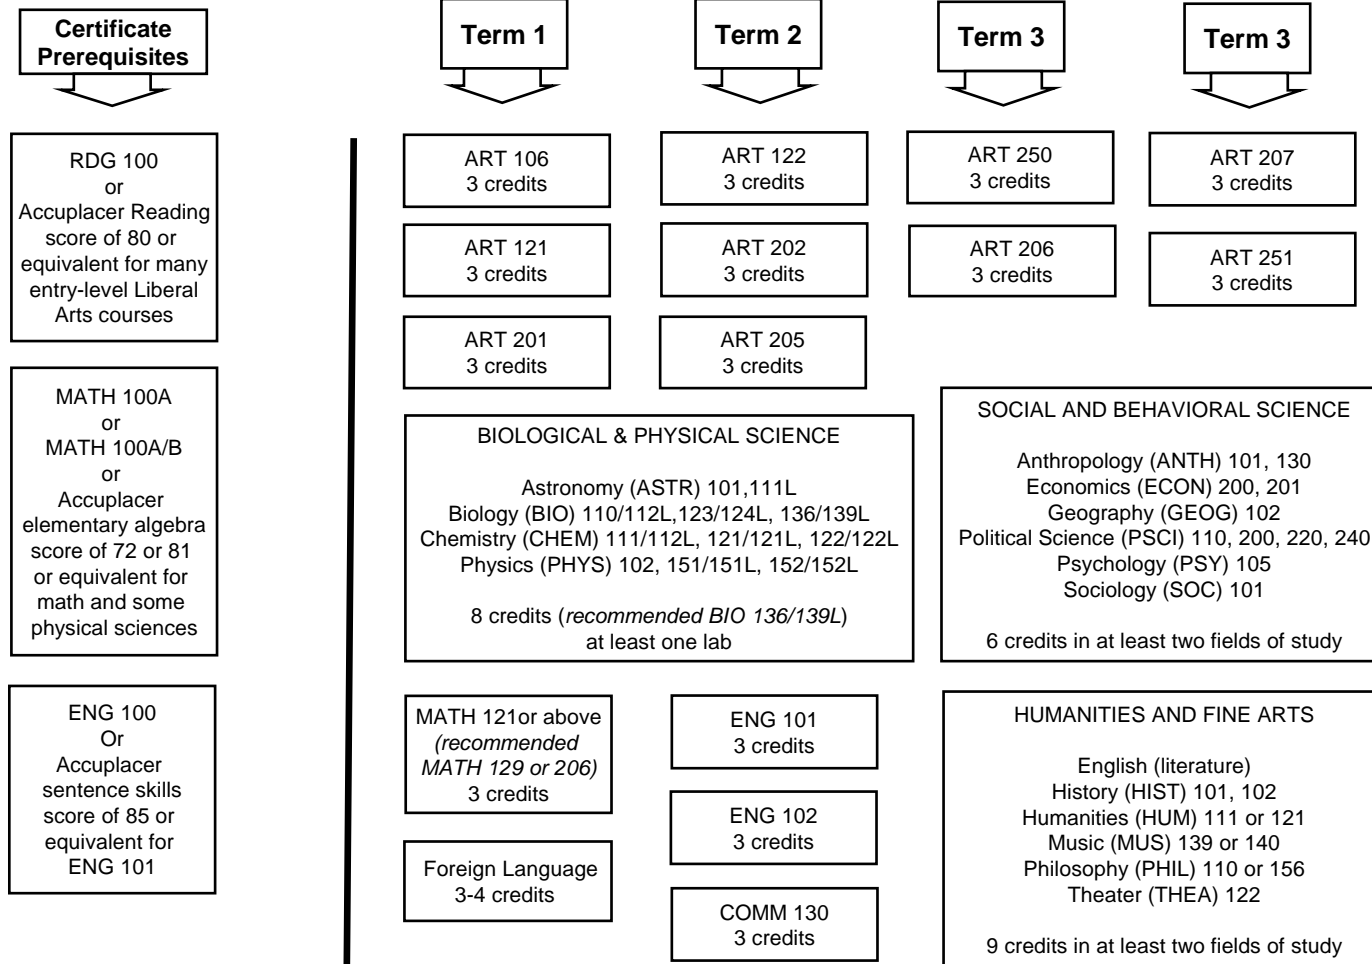 Certificate
Prerequisites
Term 1
Term 2
Term 3
Term 3
RDG 100
or
Accuplacer Reading
score of 80 or
equivalent for many
entry-level Liberal
Arts courses
MATH 100A
or
MATH 100A/B
or
Accuplacer
elementary algebra
score of 72 or 81
or equivalent for
math and some
physical sciences
ENG 100
Or
Accuplacer
sentence skills
score of 85 or
equivalent for
ENG 101
ART 106
3 credits
ART 122
3 credits
ART 250
3 credits
ART 207
3 credits
ART 121
3 credits
ART 202
3 credits
ART 206
3 credits
ART 251
3 credits
ART 201
3 credits
ART 205
3 credits
BIOLOGICAL & PHYSICAL SCIENCE
Astronomy (ASTR) 101,111L
Biology (BIO) 110/112L,123/124L, 136/139L
Chemistry (CHEM) 111/112L, 121/121L, 122/122L
Physics (PHYS) 102, 151/151L, 152/152L
8 credits (recommended BIO 136/139L)
at least one lab
SOCIAL AND BEHAVIORAL SCIENCE
Anthropology (ANTH) 101, 130
Economics (ECON) 200, 201
Geography (GEOG) 102
Political Science (PSCI) 110, 200, 220, 240
Psychology (PSY) 105
Sociology (SOC) 101
6 credits in at least two fields of study
MATH 121or above
(recommended
MATH 129 or 206)
3 credits
Foreign Language
3-4 credits
ENG 101
3 credits
ENG 102
3 credits
COMM 130
3 credits
HUMANITIES AND FINE ARTS
English (literature)
History (HIST) 101, 102
Humanities (HUM) 111 or 121
Music (MUS) 139 or 140
Philosophy (PHIL) 110 or 156
Theater (THEA) 122
9 credits in at least two fields of study